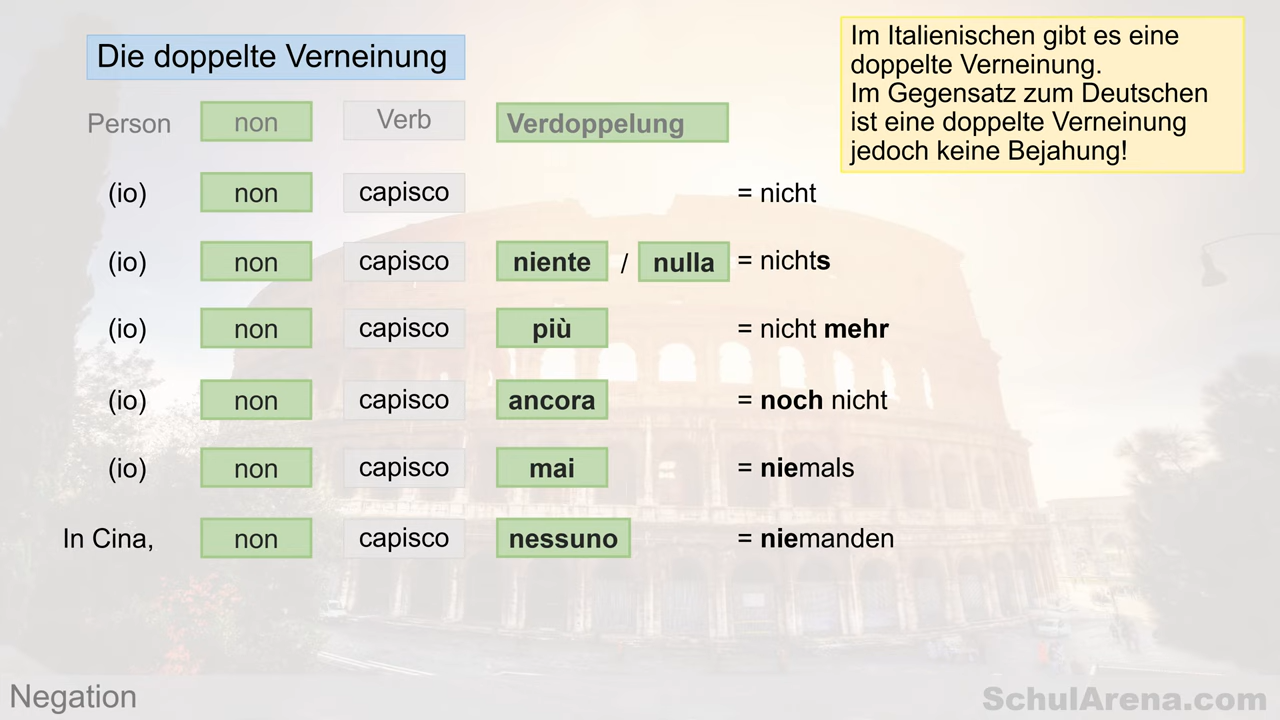 Die doppelte Verneinung
Im Italienischen gibt es eine
doppelte Verneinung.
Im Gegensatz zum Deutschen
ist eine doppelte Verneinung
jedoch keine Bejahung!
Person non Verb Verdoppelung
(io) non capisco = nicht
(io) non capisco niente / nulla = nichts
(io) non capisco più = nicht mehr
(io) non capisco ancora = noch nicht
(io) non capisco mai = niemals
In Cina, non capisco nessuno = niemanden
Negation
SchulArena.com